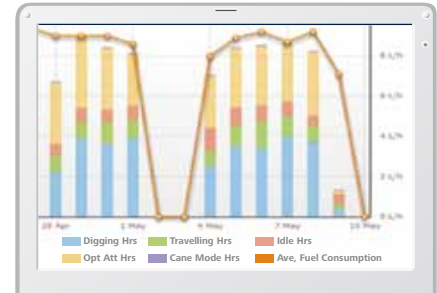 8 L/h
6 L/h
4 L/h
2 L/h
0 L/h
28 Apr 1 May 4 May 7 May 10 May
Digging Hrs Travelling Hrs Idle Hrs
Opt Att Hrs Cane Mode Hrs Ave, Fuel Consumption